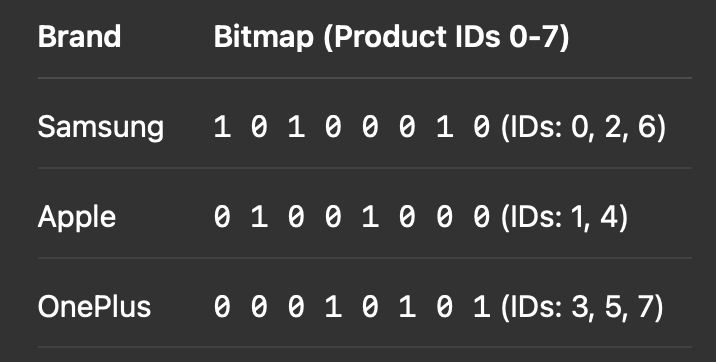 Brand Bitmap (Product IDs 0-7)
Samsung 1 0 1 0 0 0 1 0 (IDs: 0, 2, 6)
Apple 0 1 0 0 1 0 0 0 (IDs: 1, 4)
OnePlus 0 0 0 1 0 1 0 1 (IDs: 3, 5, 7)